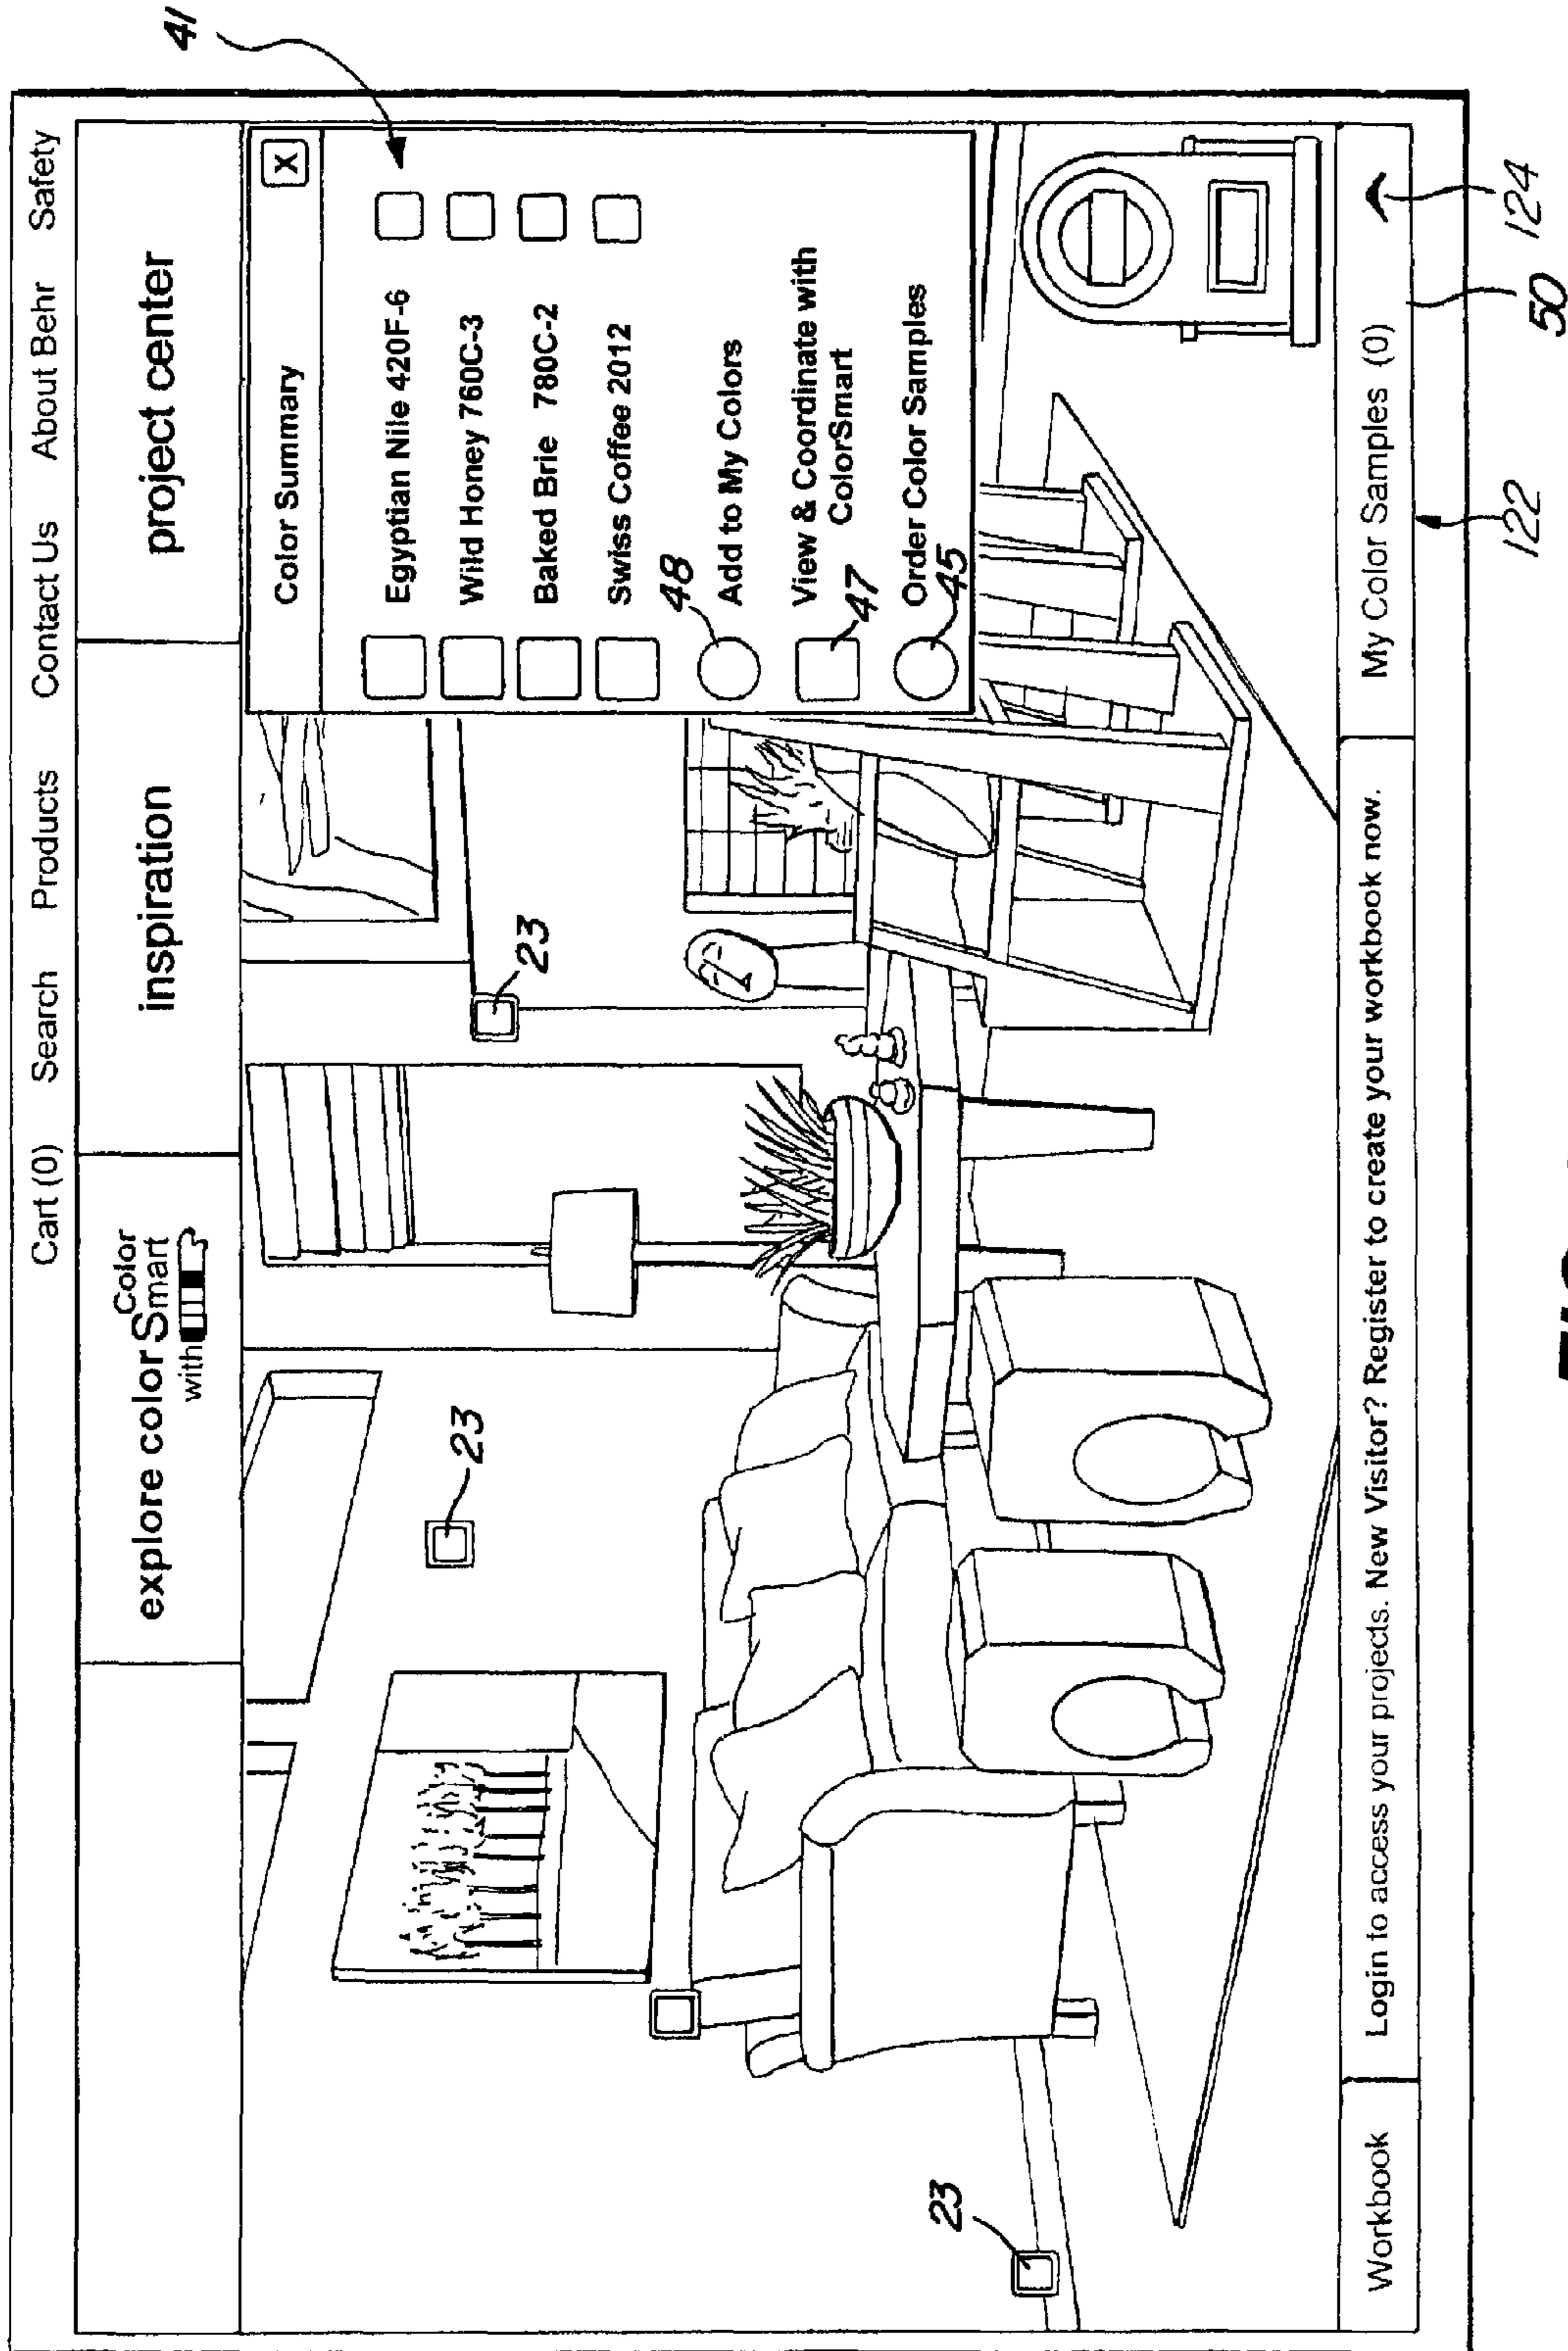 Cart (0) Search Products Contact Us About Behr Safety
explore color
with Color Smart
inspiration
project center
41
Color Summary X
Egyptian Nile 420F-6
Wild Honey 760C-3
Baked Brie 780C-2
Swiss Coffee 2012
48
Add to My Colors
View & Coordinate with
ColorSmart
47
Order Color Samples
45
23
23
23
Workbook
Login to access your projects. New Visitor? Register to create your workbook now.
My Color Samples (0)
122
50
124